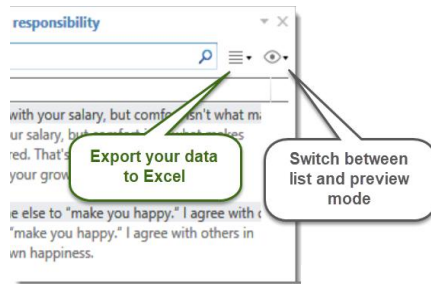 responsibility
with your salary, but comfort isn't what
ur salary, but
red. That's
your grow
Export your data
to Excel
Switch between
list and preview
mode
e else to "make you happy." I agree with
"make you happy." I agree with others in
wn happiness.